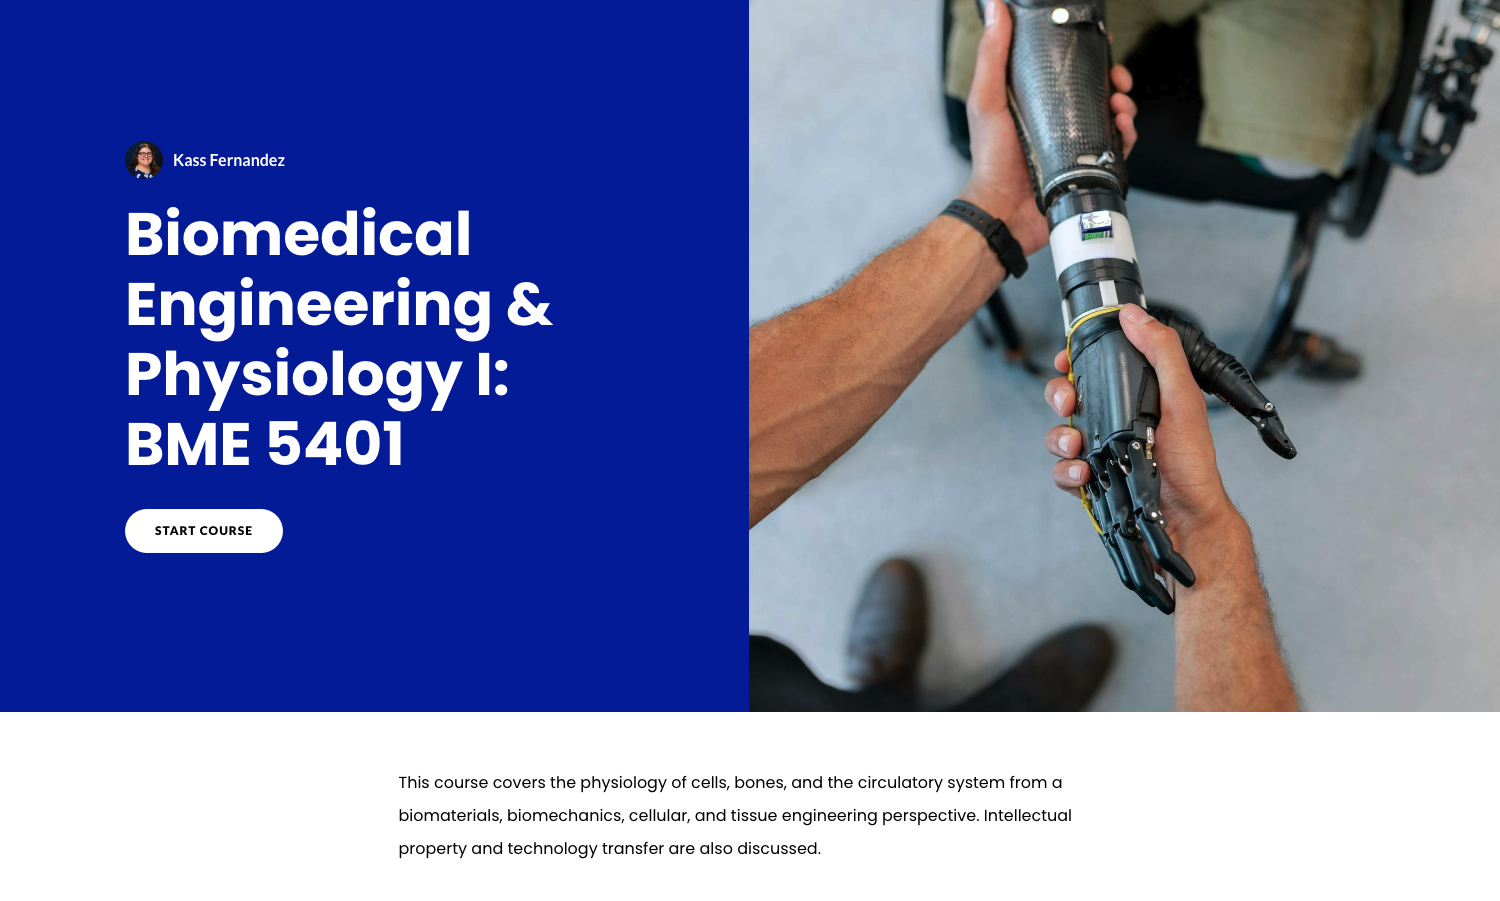 Kass Fernandez
Biomedical
Engineering &
Physiology I:
BME 5401
START COURSE
This course covers the physiology of cells, bones, and the circulatory system from a
biomaterials, biomechanics, cellular, and tissue engineering perspective. Intellectual
property and technology transfer are also discussed.